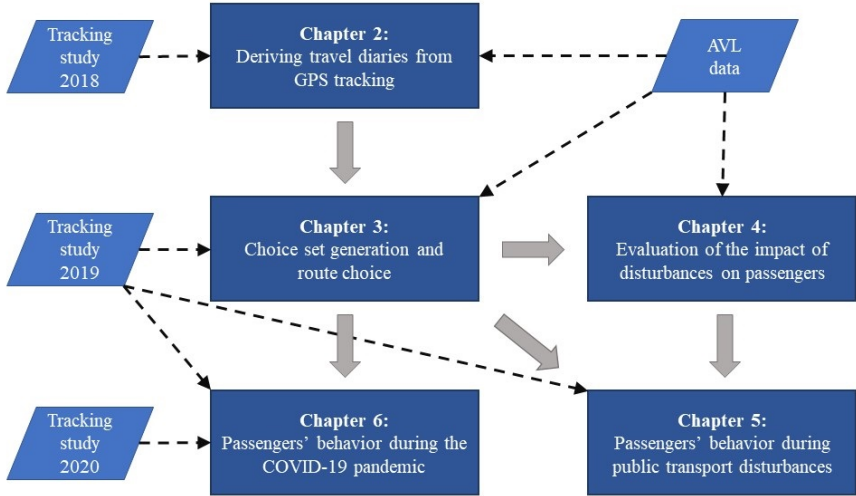 Tracking
study
2018
Chapter 2:
Deriving travel diaries from
GPS tracking
AVL
data
Tracking
study
2019
Chapter 3:
Choice set generation and
route choice
Chapter 4:
Evaluation of the impact of
disturbances on passengers
Tracking
study
2020
Chapter 6:
Passengers’ behavior during the
COVID-19 pandemic
Chapter 5:
Passengers’ behavior during
public transport disturbances